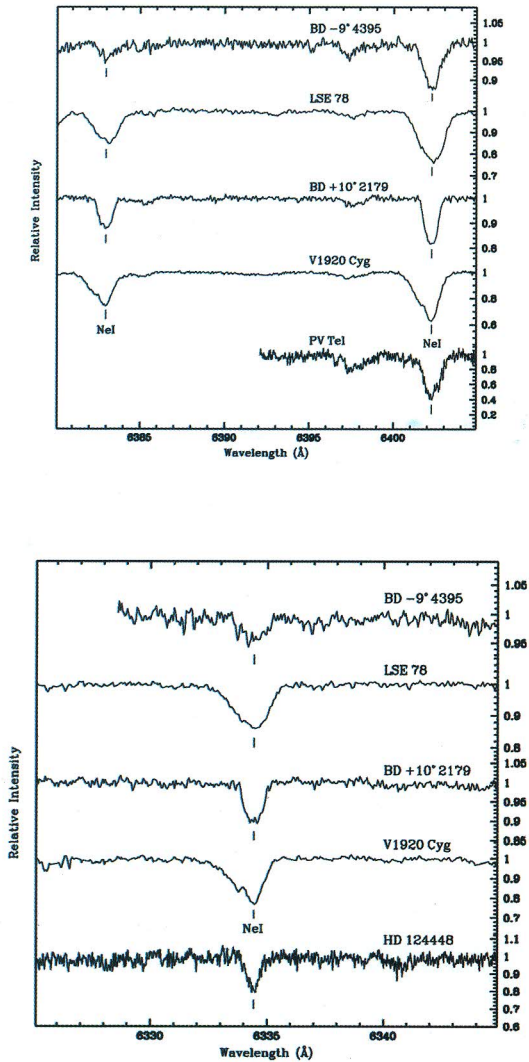 BD −9° 4395
1.05
1
0.95
0.9
LSE 78
1
0.9
0.8
0.7
BD +10° 2179
1
0.9
0.8
V1920 Cyg
1
0.8
0.6
NeI
NeI
PV Tel
1
0.8
0.6
0.4
0.2
Relative Intensity
6385
6390
6395
6400
Wavelength (Å)
BD −9° 4395
1.05
1
0.95
LSE 78
1
0.9
0.8
BD +10° 2179
1.05
1
0.95
0.9
0.85
V1920 Cyg
1
0.9
0.8
0.7
NeI
HD 124448
1.1
1
0.9
0.8
0.7
0.6
Relative Intensity
6330
6335
6340
Wavelength (Å)